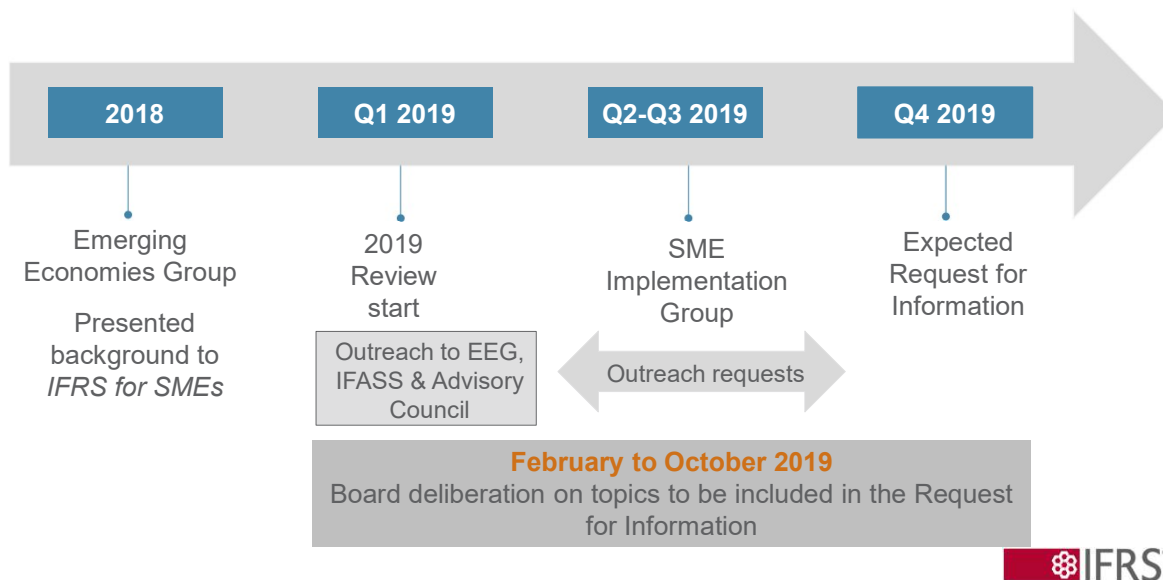 2018
Q1 2019
Q2-Q3 2019
Q4 2019
Emerging
Economies Group
Presented
background to
IFRS for SMEs
2019
Review
start
Outreach to EEG,
IFASS & Advisory
Council
SME
Implementation
Group
Outreach requests
Expected
Request for
Information
February to October 2019
Board deliberation on topics to be included in the Request
for Information
IFRS